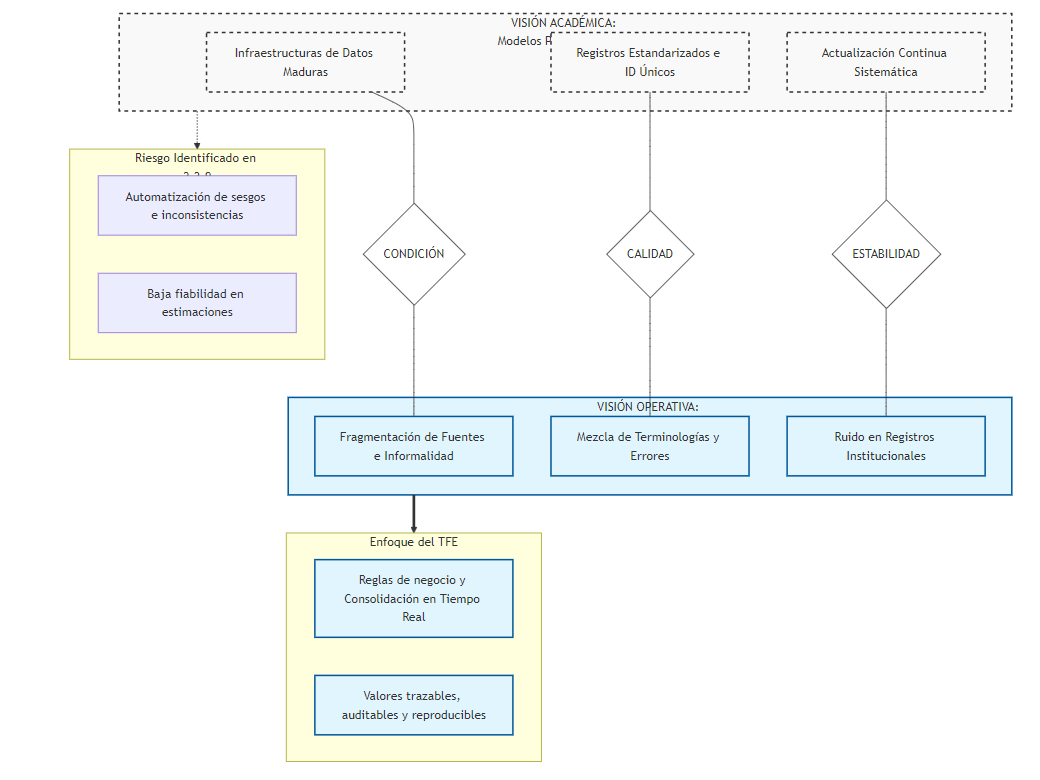 VISIÓN ACADÉMICA:
Modelos
Infraestructuras de Datos
Maduras
Registros Estandarizados e
ID Únicos
Actualización Continua
Sistemática
Riesgo Identificado en
Automatización de sesgos
e inconsistencias
Baja fiabilidad en
estimaciones
CONDICIÓN
CALIDAD
ESTABILIDAD
VISIÓN OPERATIVA:
Fragmentación de Fuentes
e Informalidad
Mezcla de Terminologías y
Errores
Ruido en Registros
Institucionales
Enfoque del TFE
Reglas de negocio y
Consolidación en Tiempo
Real
Valores trazables,
auditables y reproducibles